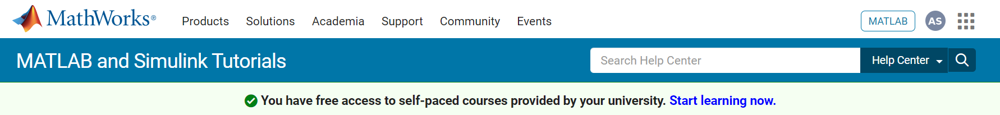 MathWorks®
Products Solutions Academia Support Community Events
MATLAB AS
MATLAB and Simulink Tutorials
Search Help Center
Help Center
You have free access to self-paced courses provided by your university. Start learning now.